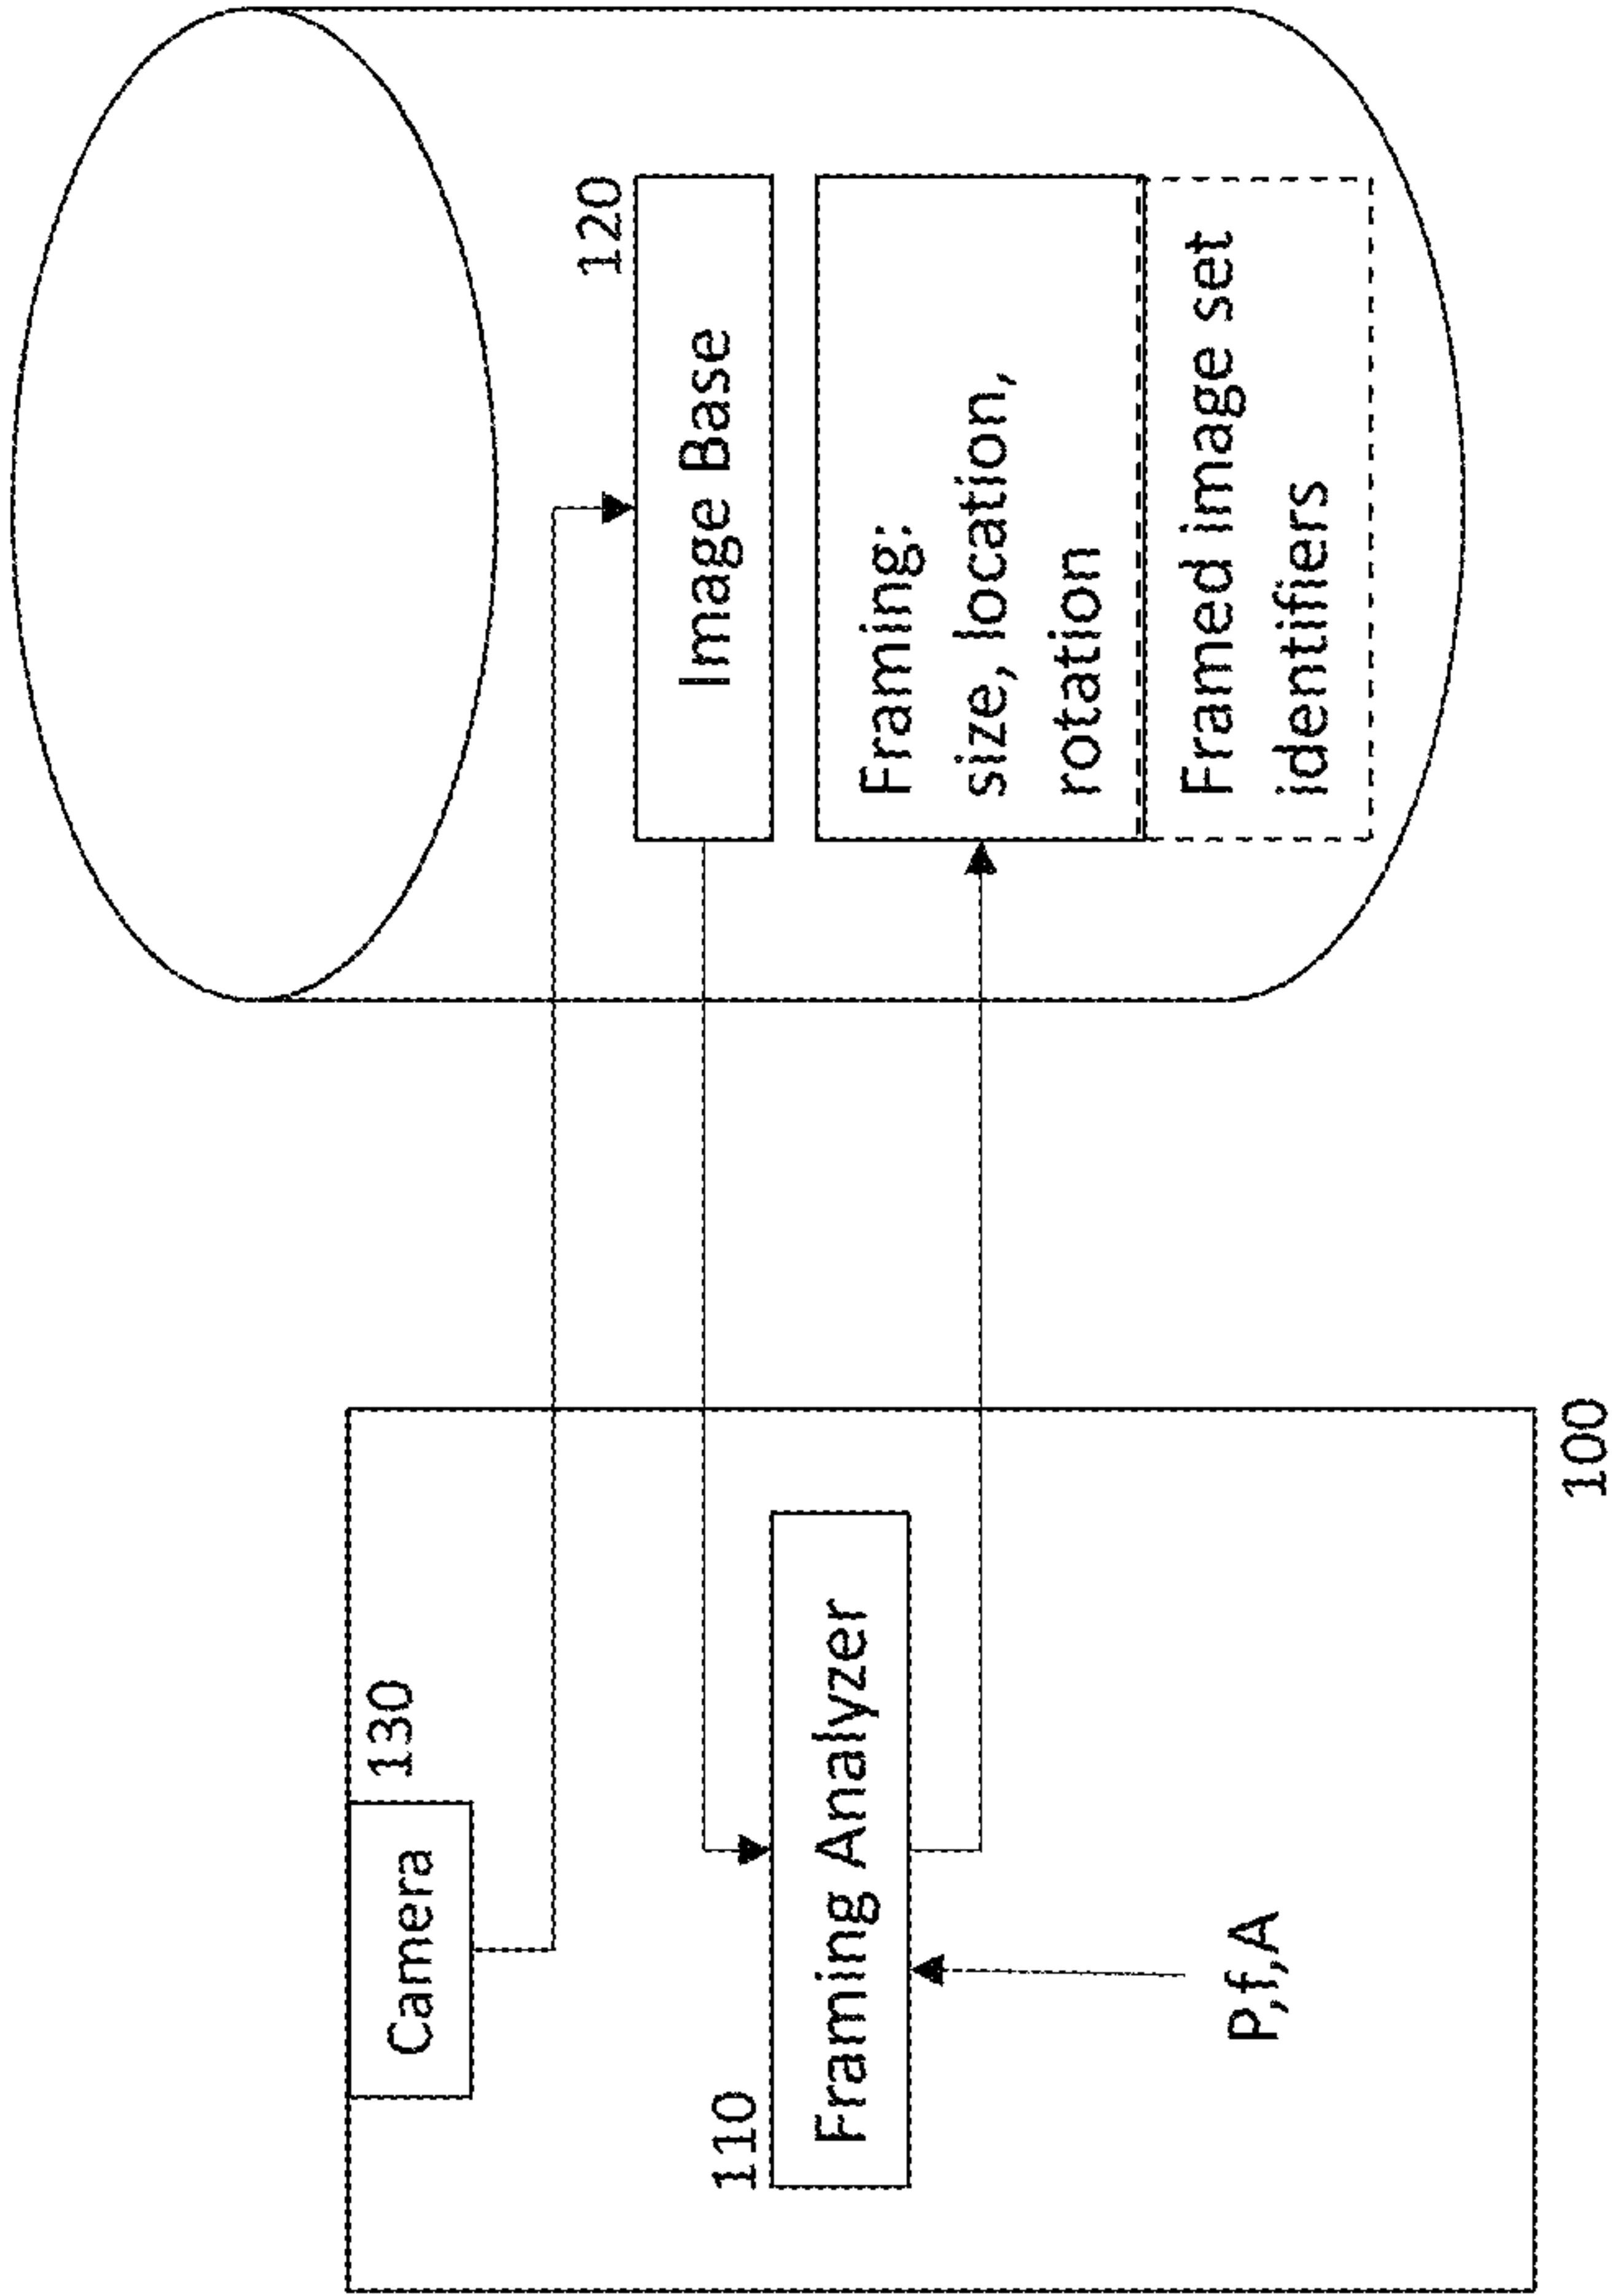 Camera
130
110
Framing Analyzer
P,f,A
100
120
Image Base
Framing:
size, location,
rotation
Framed image set
identifiers